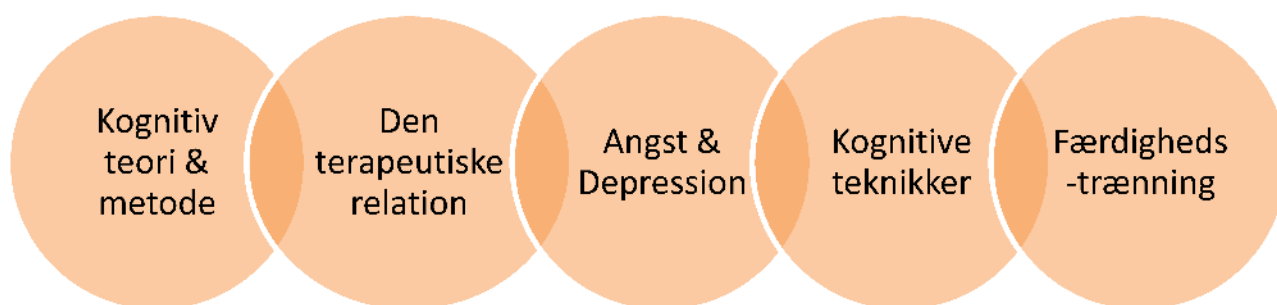 Kognitiv
teori &
metode
Den
terapeutiske
relation
Angst &
Depression
Kognitive
teknikker
Færdigheds
-trænning